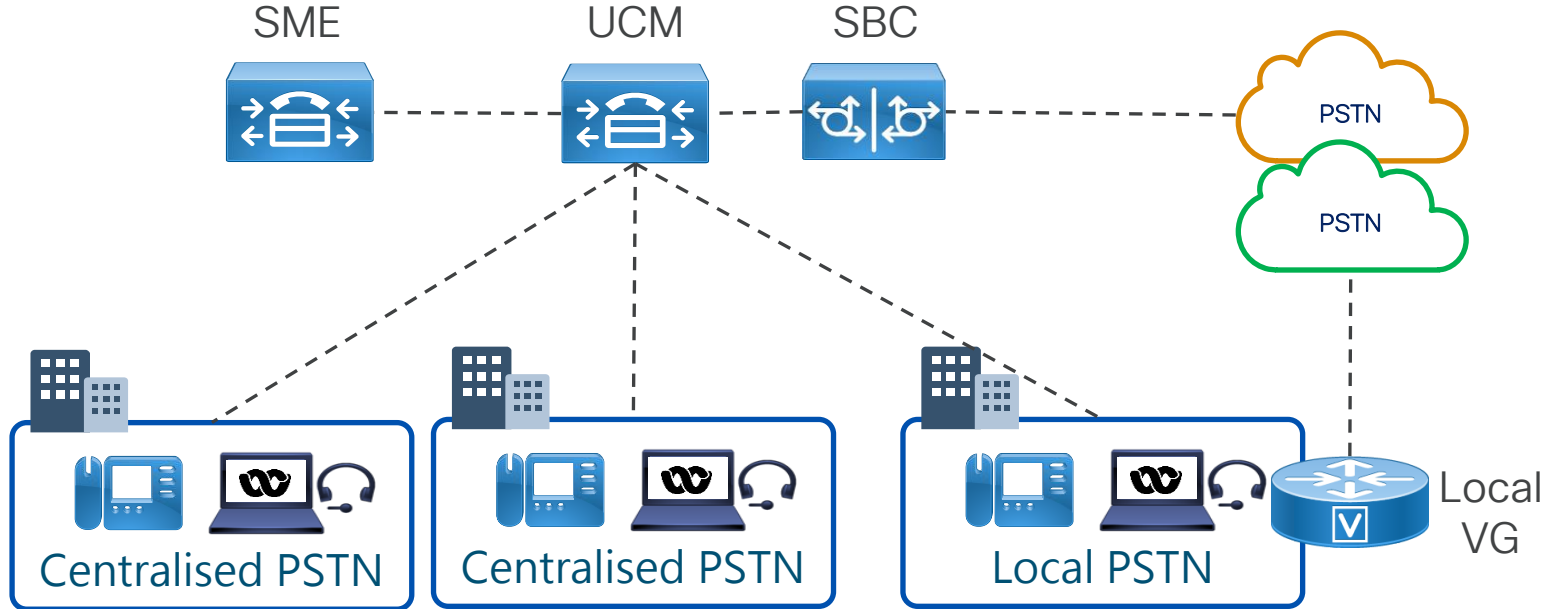 SME
UCM
SBC
PSTN
PSTN
Centralised PSTN
Centralised PSTN
Local PSTN
V
Local
VG